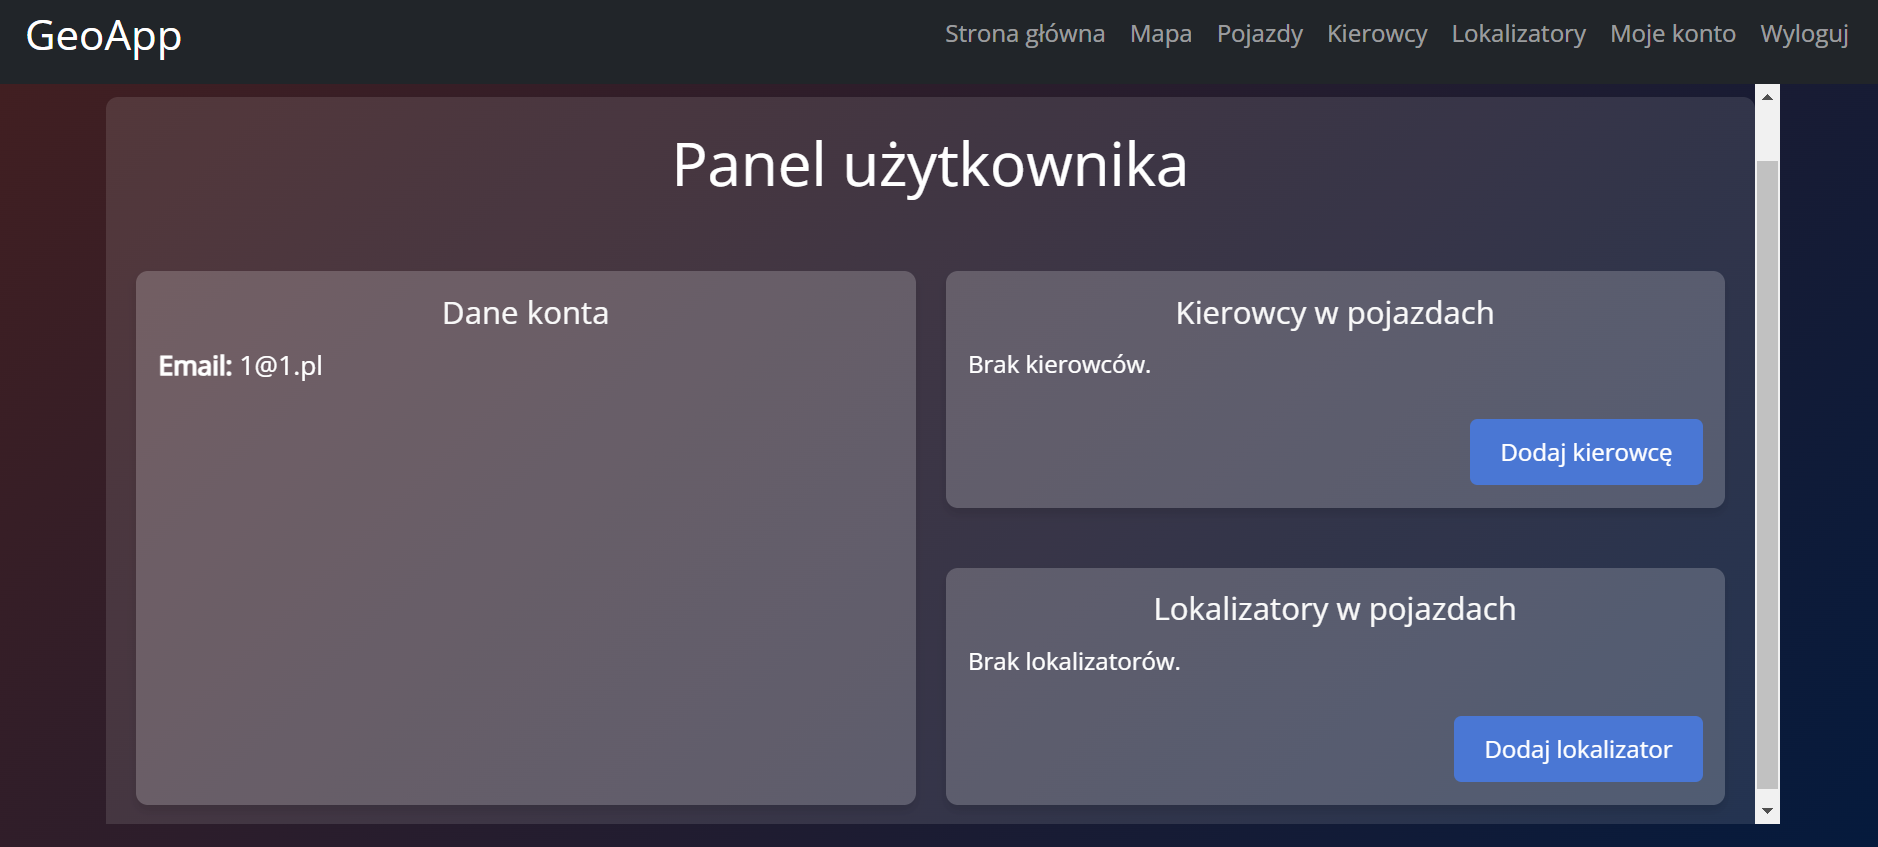 GeoApp
Strona główna Mapa Pojazdy Kierowcy Lokalizatory Moje konto Wyloguj
Panel użytkownika
Dane konta
Email: 1@1.pl
Kierowcy w pojazdach
Brak kierowców.
Dodaj kierowcę
Lokalizatory w pojazdach
Brak lokalizatorów.
Dodaj lokalizator